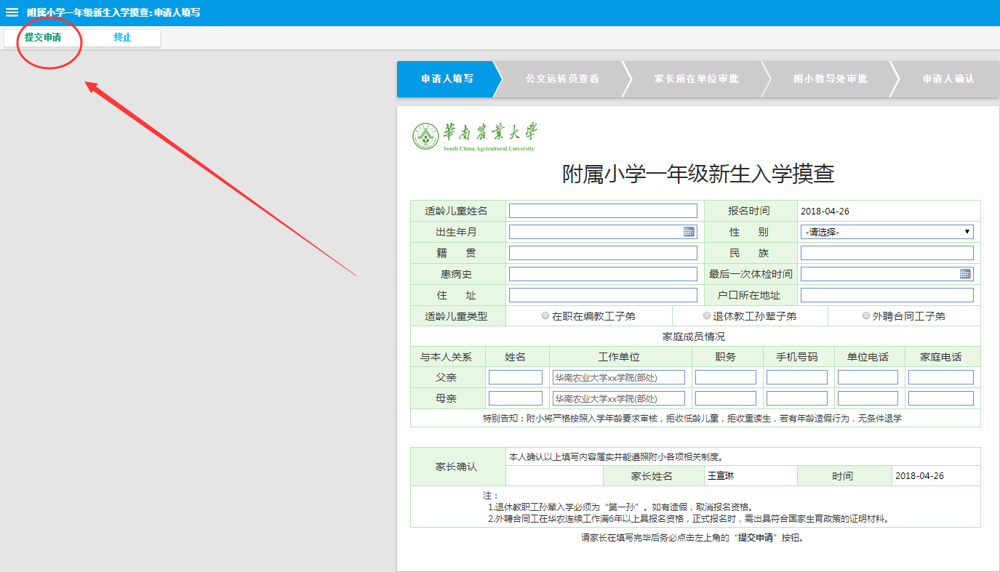 附属小学一年级新生入学摸查: 申请人填写
提交申请 终止
申请人填写 公文运转员查看 家长所在单位审批 附小教导处审批 申请人确认
華南農業大學
South China Agricultural University
附属小学一年级新生入学摸查
适龄儿童姓名 报名时间 2018-04-26
出生年月 性 别 -请选择-
籍 贯 民 族
患病史 最后一次体检时间
住 址 户口所在地址
适龄儿童类型 在职在编教工子弟 退休教工孙辈子弟 外聘合同工子弟
家庭成员情况
与本人关系 姓名 工作单位 职务 手机号码 单位电话 家庭电话
父亲 华南农业大学xx学院(部处)
母亲 华南农业大学xx学院(部处)
特别告知：附小将严格按照入学年龄要求审核，拒收低龄儿童，拒收重读生，若有年龄造假行为，无条件退学
家长确认 本人确认以上填写内容属实并能遵照附小各项相关制度。
家长姓名 王宣琳 时间 2018-04-26
注：
1.退休教职工孙辈入学必须为“第一孙”。如有造假，取消报名资格。
2.外聘合同工在华农连续工作满6年以上具报名资格，正式报名时，需出具符合国家生育政策的证明材料。
请家长在填写完毕后务必点击左上角的“提交申请”按钮。